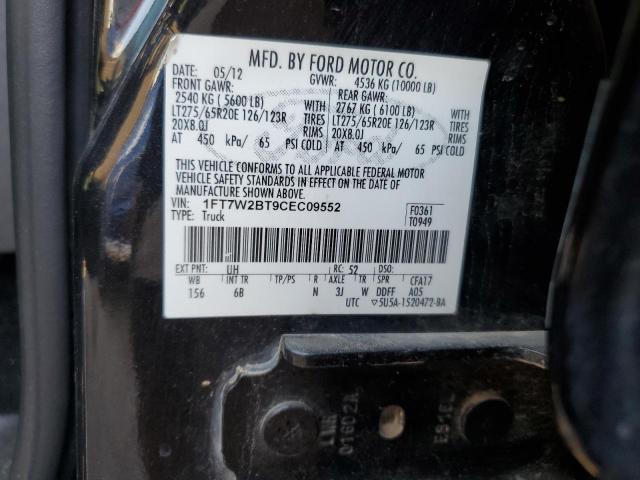 MFD. BY FORD MOTOR CO.
DATE: 05/12 GVWR: 4536 KG (10000 LB)
FRONT GAWR: REAR GAWR:
2540 KG ( 5600 LB) WITH 2767 KG ( 6100 LB) WITH
LT275/65R20E 126/123R TIRES LT275/65R20E 126/123R TIRES
20X8.0J RIMS 20X8.0J RIMS
AT 450 kPa/ 65 PSI COLD AT 450 kPa/ 65 PSI COLD
THIS VEHICLE CONFORMS TO ALL APPLICABLE FEDERAL MOTOR
VEHICLE SAFETY STANDARDS IN EFFECT ON THE DATE OF
MANUFACTURE SHOWN ABOVE.
VIN: 1FT7W2BT9CEC09552 F0361
TYPE: Truck T0949
EXT PNT: UH RC: 52 DSO:
WB INT TR TP/PS R AXLE TR SPR CFA17
156 6B N 3J W DDFF A05
UTC ▽5U5A-1520472-BA
Ford
01602A